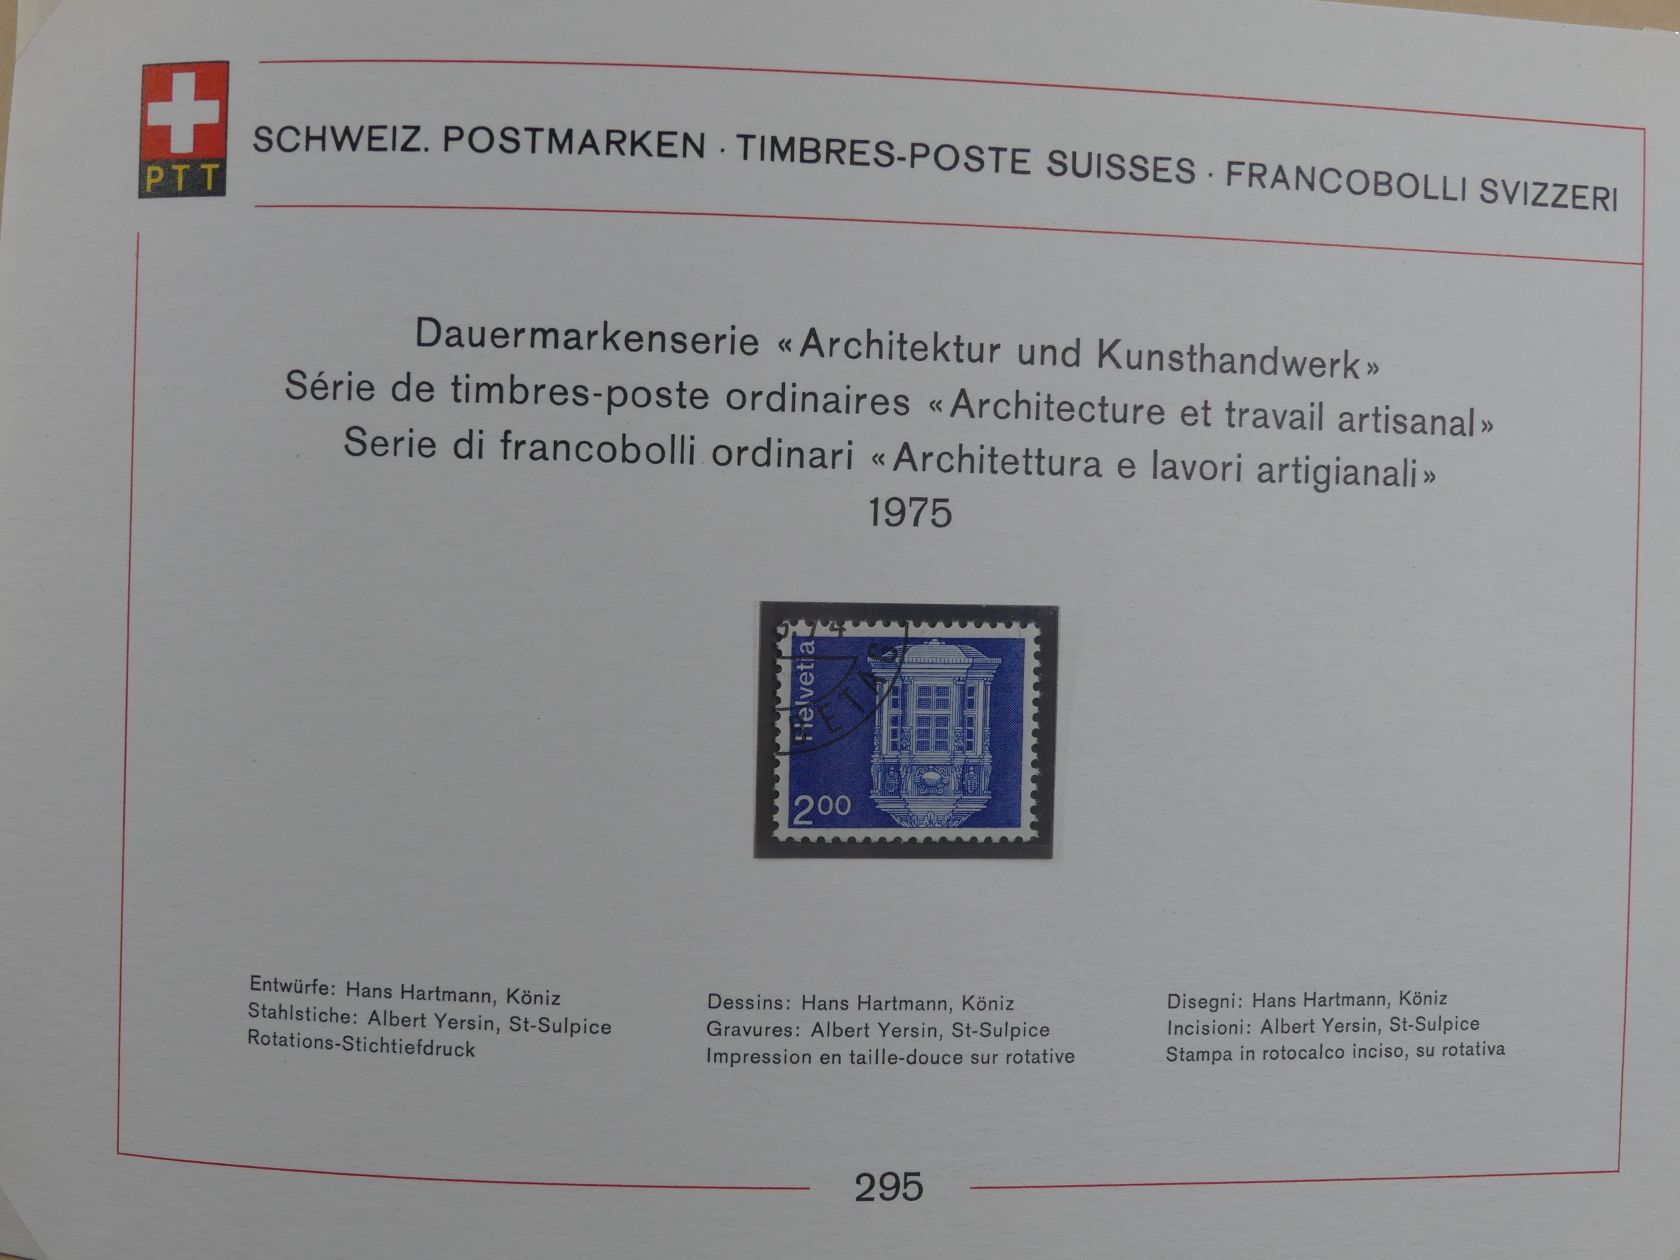 PTT
SCHWEIZ. POSTMARKEN · TIMBRES-POSTE SUISSES · FRANCOBOLLI SVIZZERI
Dauermarkenserie «Architektur und Kunsthandwerk»
Série de timbres-poste ordinaires «Architecture et travail artisanal»
Serie di francobolli ordinari «Architettura e lavori artigianali»
1975
Helvetia
200
Entwürfe: Hans Hartmann, Köniz
Stahlstiche: Albert Yersin, St-Sulpice
Rotations-Stichtiefdruck
Dessins: Hans Hartmann, Köniz
Gravures: Albert Yersin, St-Sulpice
Impression en taille-douce sur rotative
Disegni: Hans Hartmann, Köniz
Incisioni: Albert Yersin, St-Sulpice
Stampa in rotocalco inciso, su rotativa
295